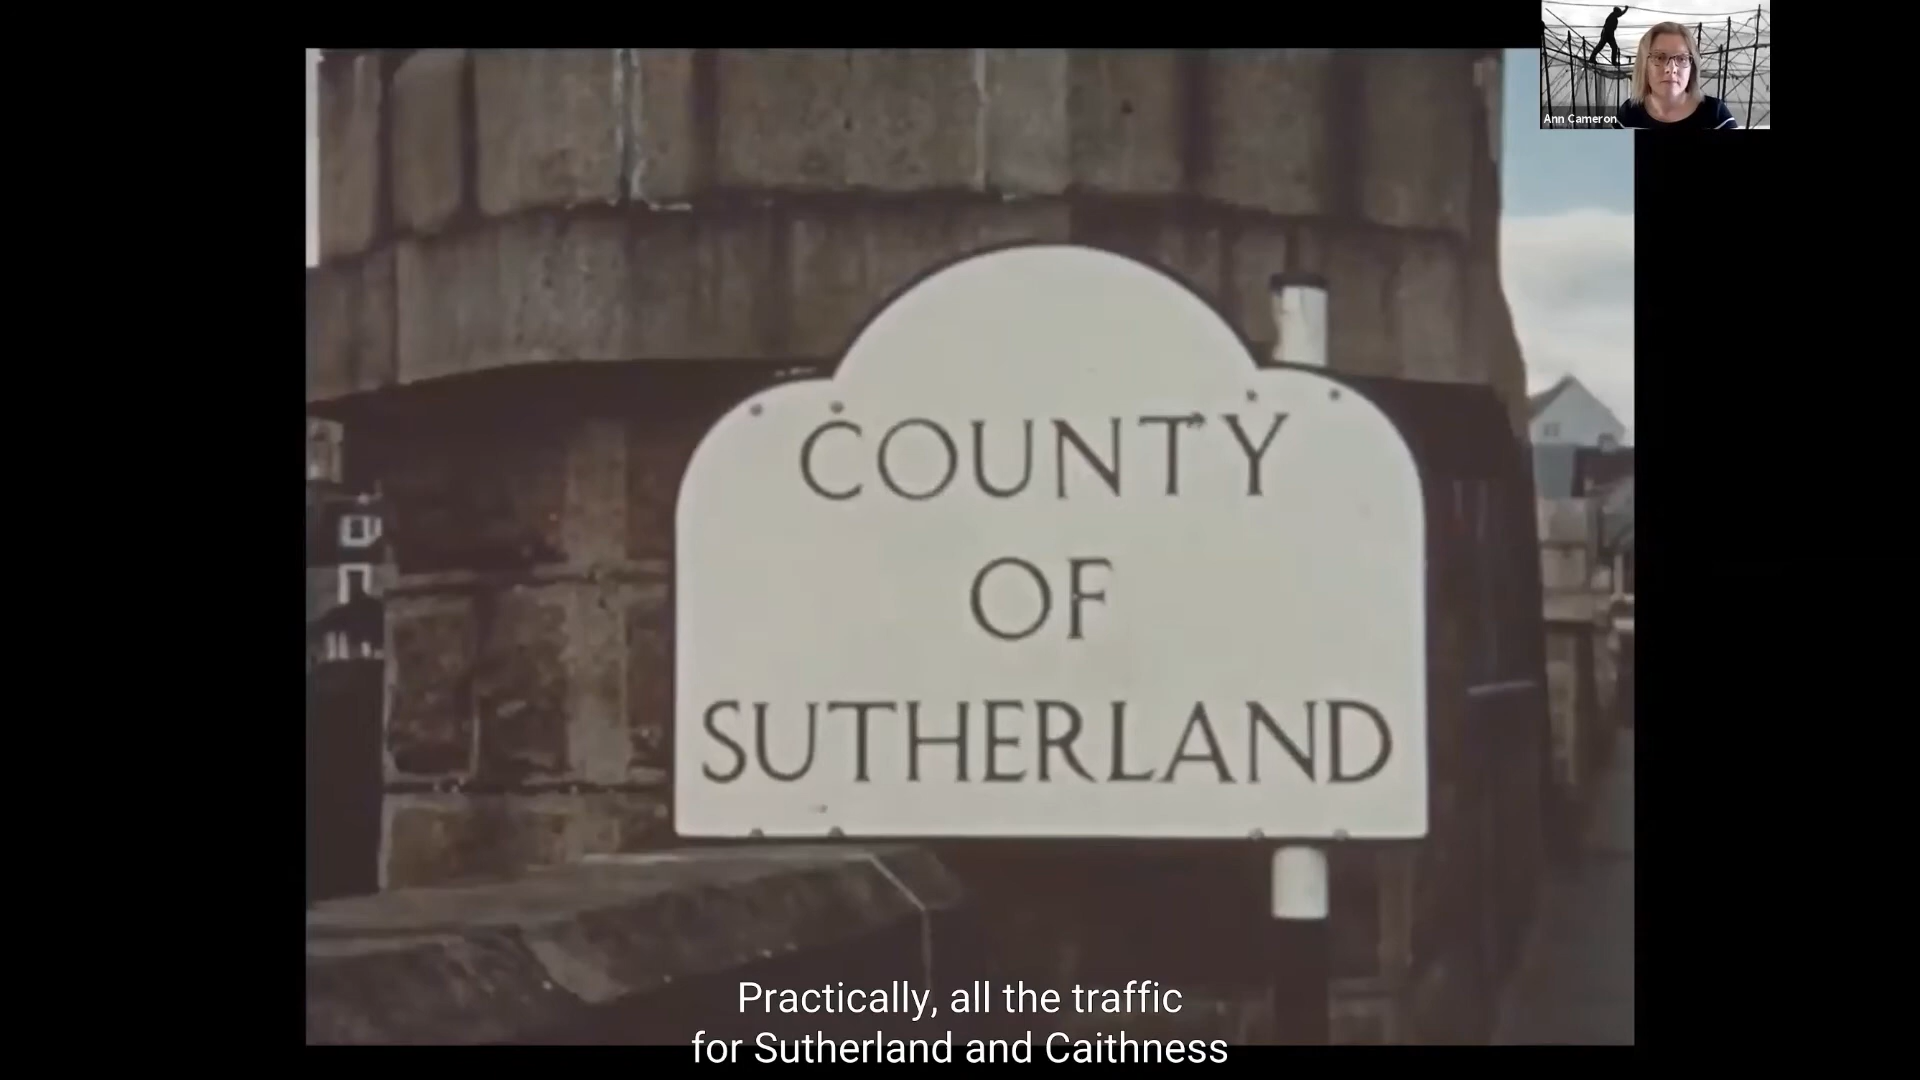 Ann Cameron
COUNTY
OF
SUTHERLAND
Practically, all the traffic
for Sutherland and Caithness